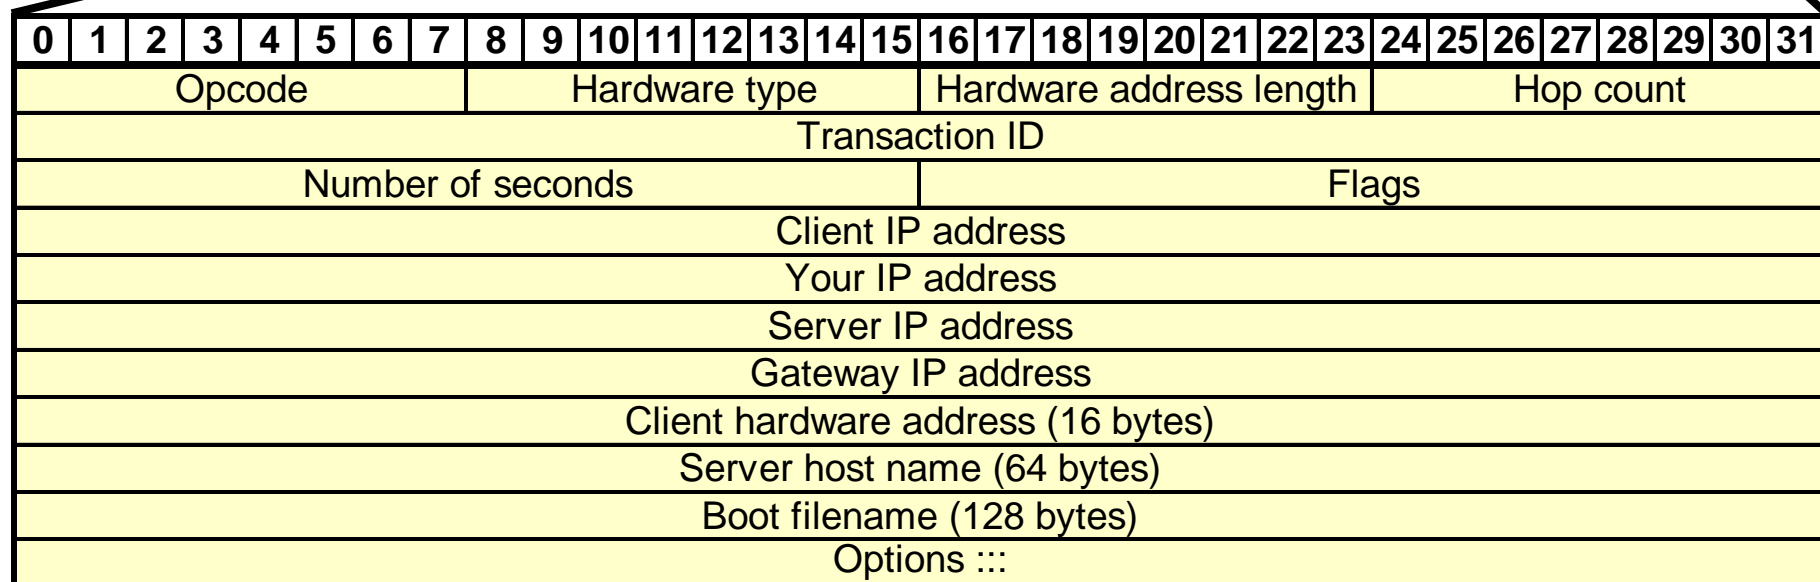 0 1 2 3 4 5 6 7 8 9 10 11 12 13 14 15 16 17 18 19 20 21 22 23 24 25 26 27 28 29 30 31
Opcode Hardware type Hardware address length Hop count
Transaction ID
Number of seconds Flags
Client IP address
Your IP address
Server IP address
Gateway IP address
Client hardware address (16 bytes)
Server host name (64 bytes)
Boot filename (128 bytes)
Options :::